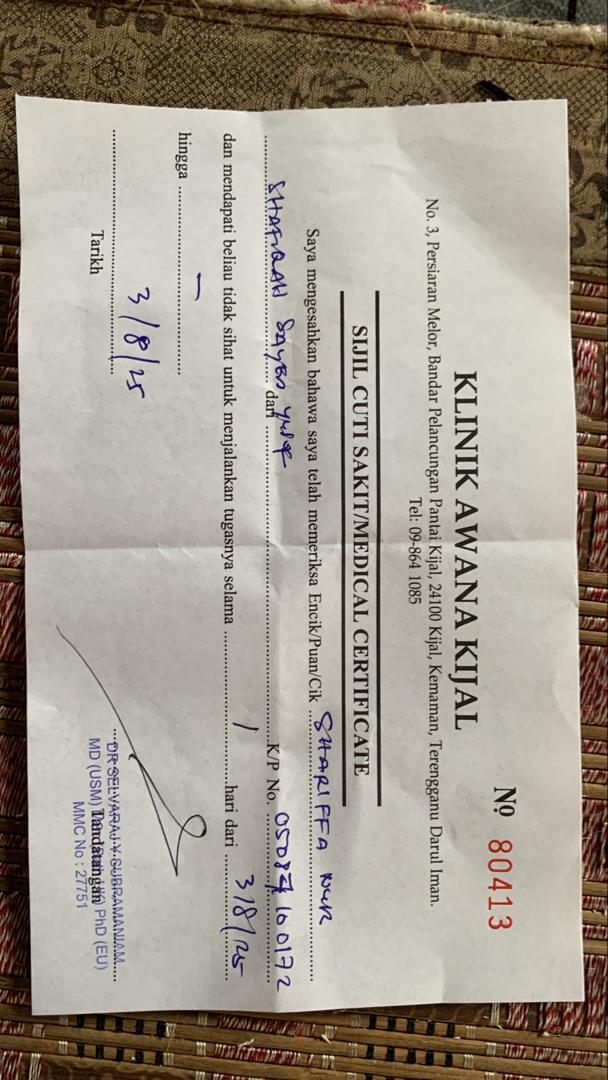 Nº 80413
KLINIK AWANA KIJAL
No. 3, Persiaran Melor, Bandar Pelancungan Pantai Kijal, 24100 Kijal, Kemaman, Terengganu Darul Iman.
Tel: 09-864 1085
SIJIL CUTI SAKIT/MEDICAL CERTIFICATE
Saya mengesahkan bahawa saya telah memeriksa Encik/Puan/Cik SHARIFFA NUR
SHAFIQAH SAYED dari K/P No.
dan mendapati beliau tidak sihat untuk menjalankan tugasnya selama 1 hari dari 3/8/25
hingga —
3/8/25
Tarikh
DR SELVARAJ Y. SUBRAMANIAM
MD (USM) Tandatangan PhD (EU)
MMC No : 27751